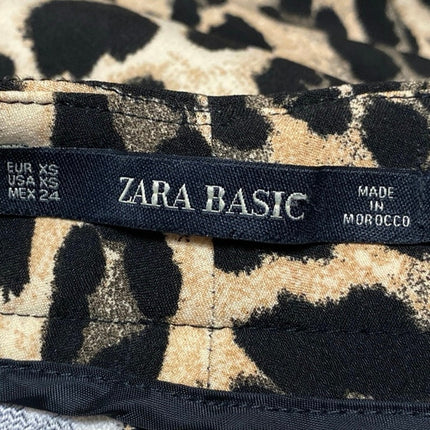 EUR XS
USA XS
MEX 24
ZARA BASIC
MADE
IN
MOROCCO